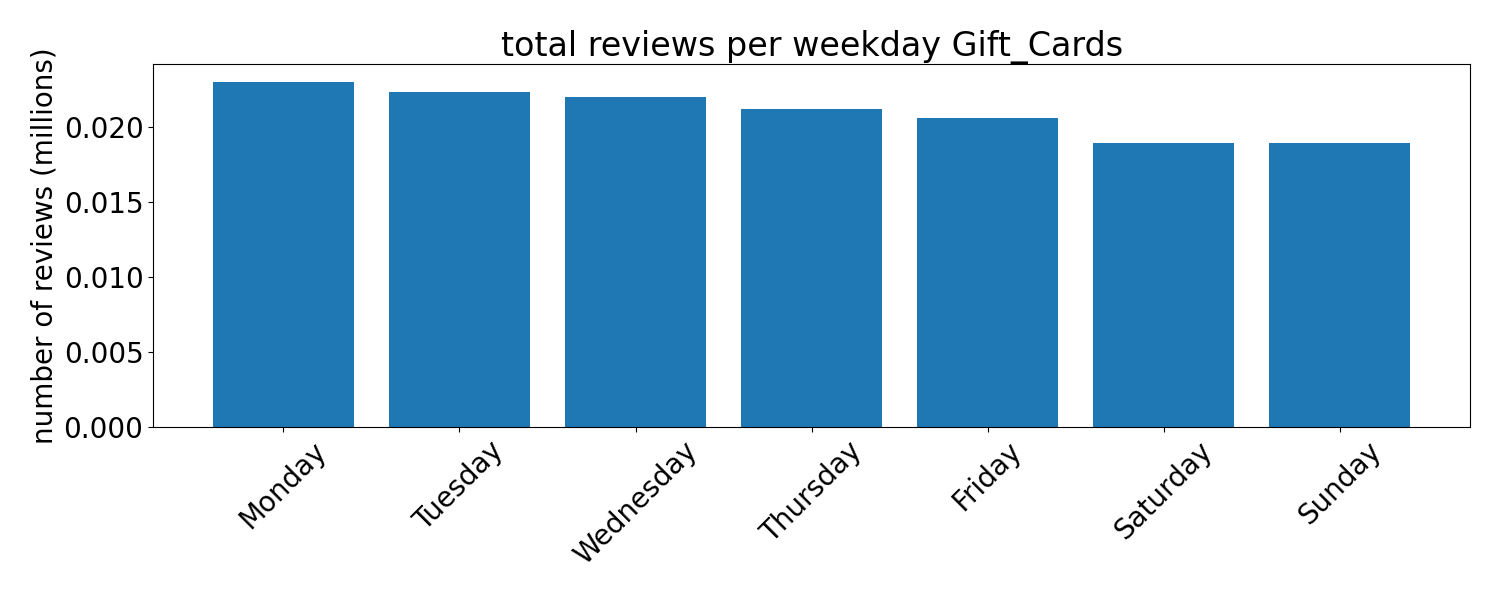 total reviews per weekday Gift_Cards
number of reviews (millions)
0.020
0.015
0.010
0.005
0.000
Monday
Tuesday
Wednesday
Thursday
Friday
Saturday
Sunday